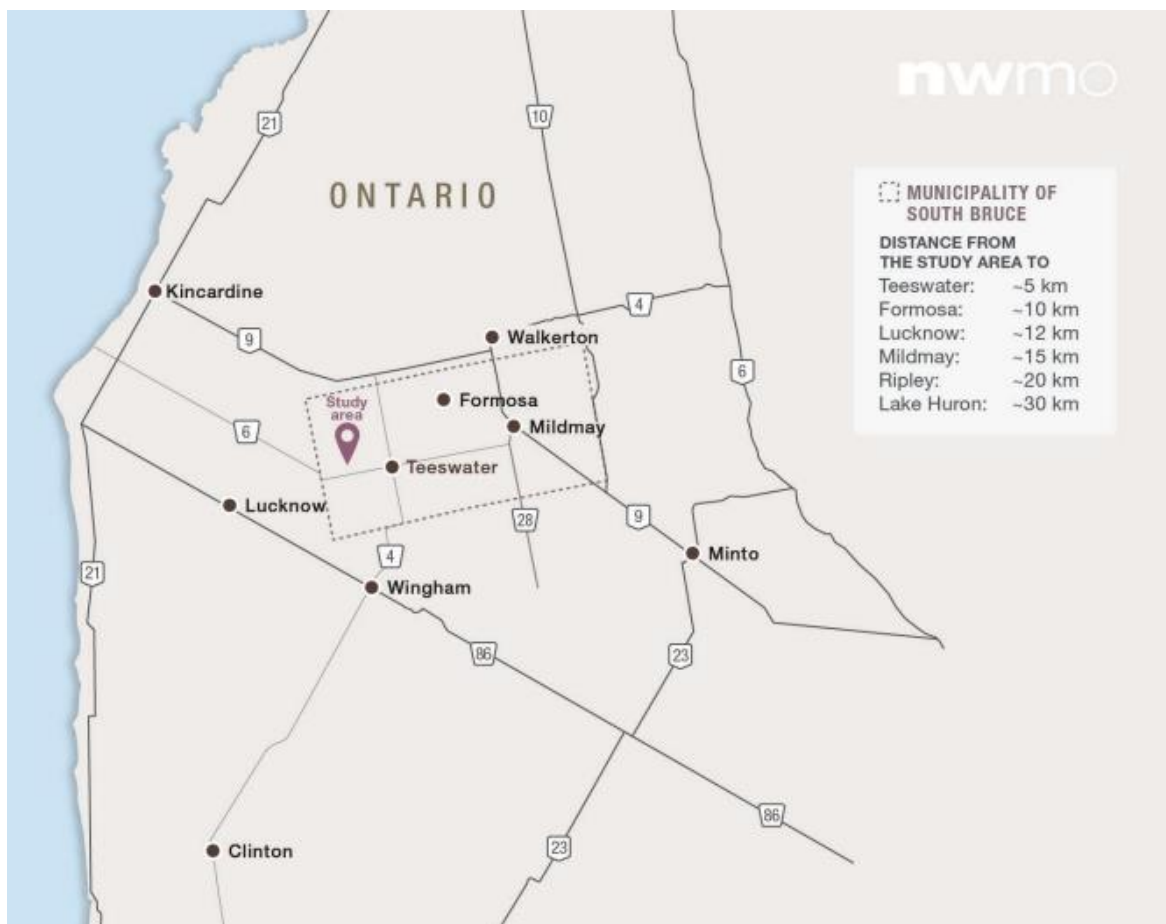 nwmo
21
10
ONTARIO
MUNICIPALITY OF
SOUTH BRUCE
DISTANCE FROM
THE STUDY AREA TO
Teeswater: ~5 km
Formosa: ~10 km
Lucknow: ~12 km
Mildmay: ~15 km
Ripley: ~20 km
Lake Huron: ~30 km
Kincardine
4
9
Walkerton
6
Study
area
Formosa
Mildmay
6
Teeswater
Lucknow
28
9
4
Minto
21
Wingham
86
23
86
23
Clinton